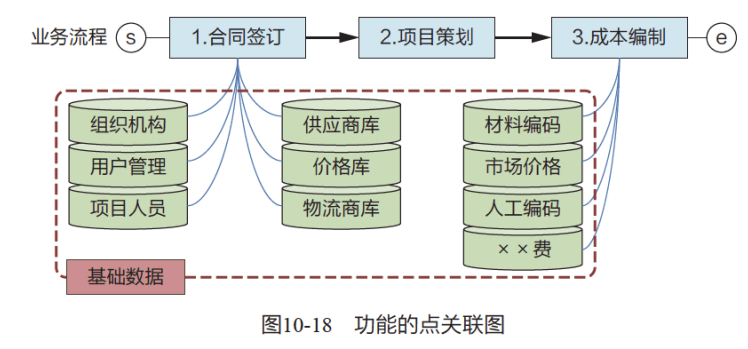 业务流程 s 1.合同签订 2.项目策划 3.成本编制 e
组织机构 供应商库 材料编码
用户管理 价格库 市场价格
项目人员 物流商库 人工编码
××费
基础数据
图10-18 功能的点关联图